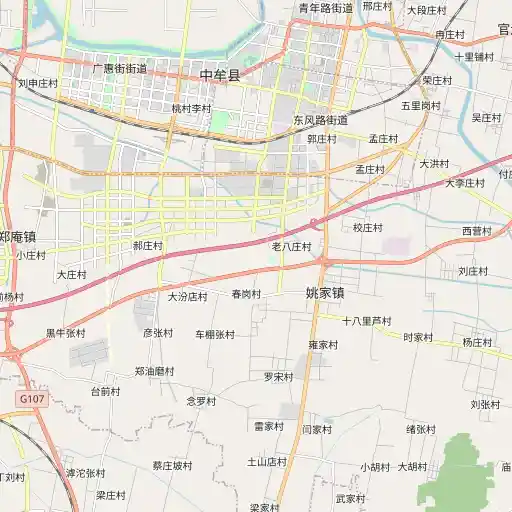 青年路街道
邢庄村
大段庄村
冉庄村
十里铺村
广惠街街道
中牟县
刘申庄村
荣庄村
桃村李村
五里岗村
吴庄村
东风路街道
郭庄村
孟庄村
大洪村
孟庄村
大李庄村
校庄村
西营村
郑庵镇
郝庄村
老八庄村
小庄村
大庄村
刘庄村
前杨村
大汾店村
春岗村
姚家镇
十八里芦村
黑牛张村
彦张村
车棚张村
雍家村
时家村
杨庄村
郑油磨村
罗宋村
台前村
G107
念罗村
刘张村
雷家村
闫家村
绪张村
蔡庄坡村
土山店村
小胡村
大胡村
滹沱张村
丁刘村
梁庄村
武家村
梁家村